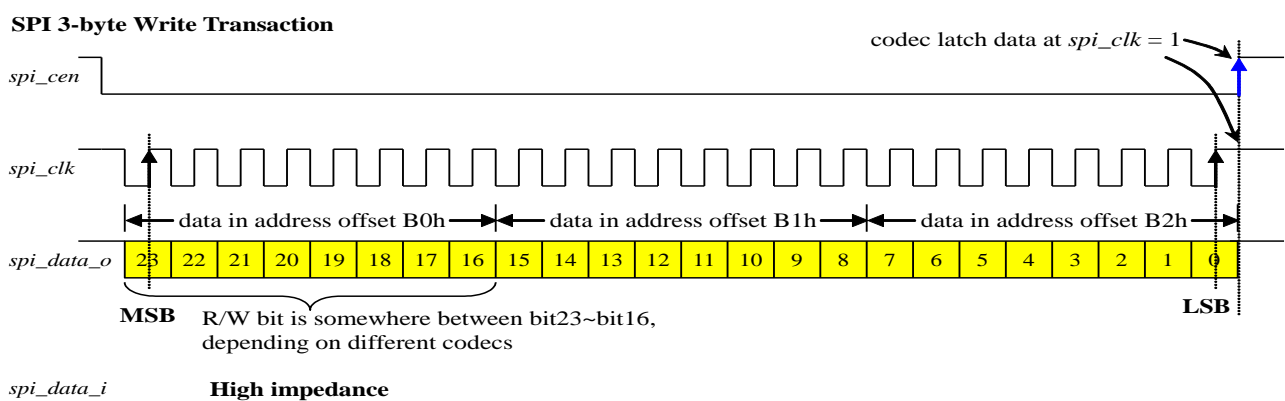 SPI 3-byte Write Transaction
codec latch data at spi_clk = 1
spi_cen
spi_clk
data in address offset B0h data in address offset B1h data in address offset B2h
spi_data_o 23 22 21 20 19 18 17 16 15 14 13 12 11 10 9 8 7 6 5 4 3 2 1 0
MSB R/W bit is somewhere between bit23~bit16, LSB
depending on different codecs
spi_data_i High impedance